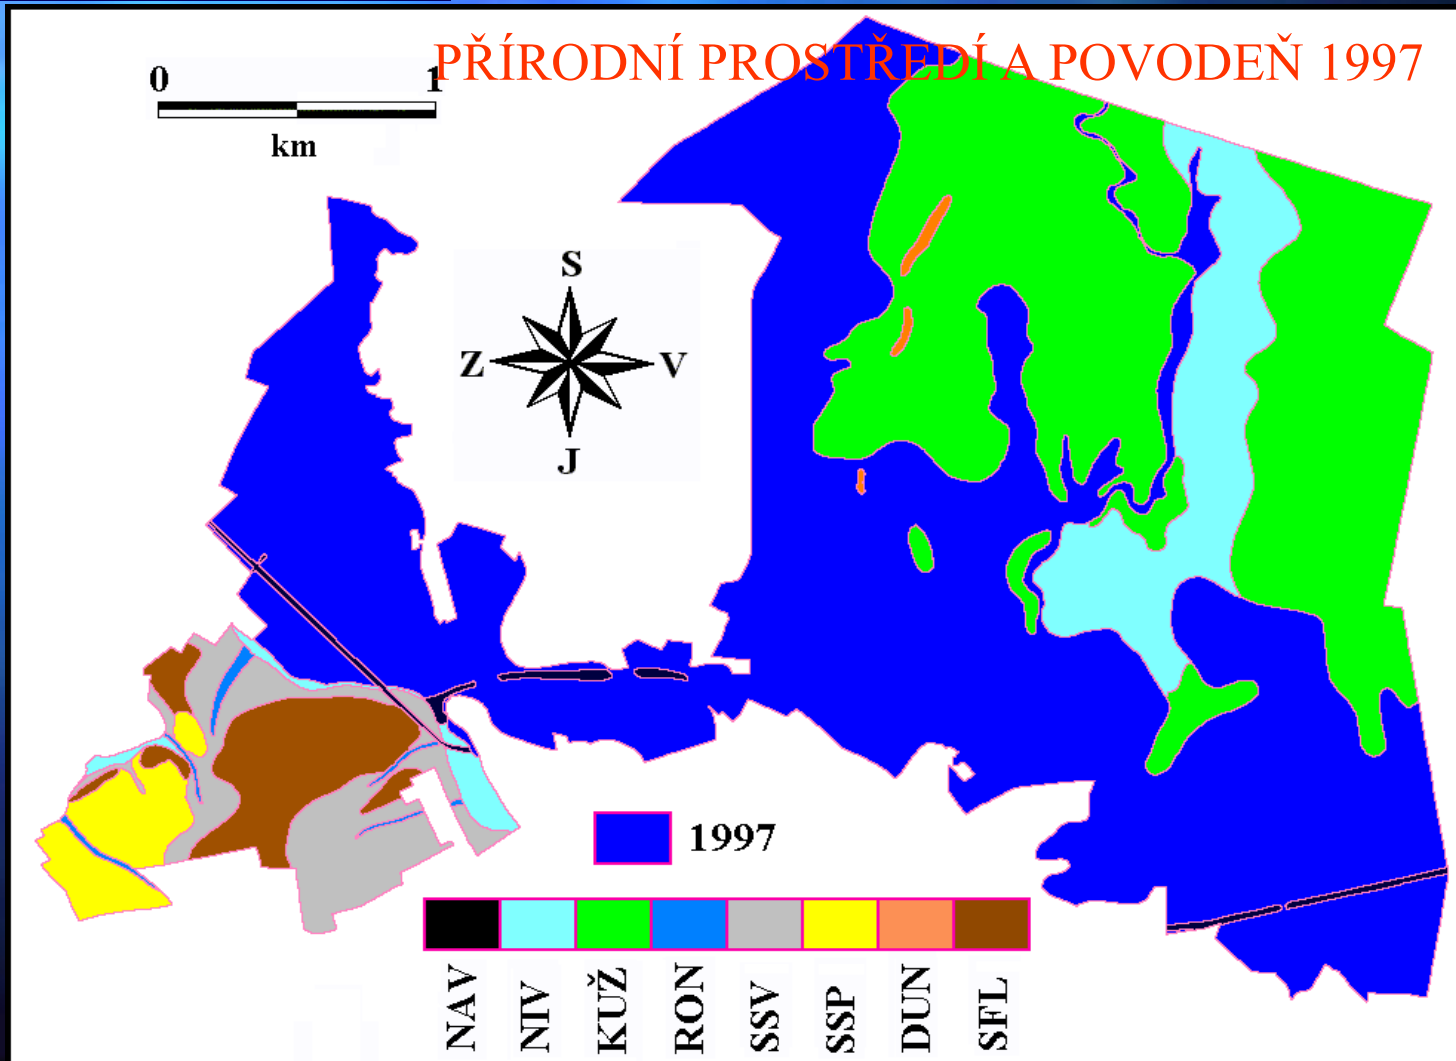 PŘÍRODNÍ PROSTŘEDÍ A POVODEŇ 1997
0 1
km
S
Z V
J
1997
NAV NIV KUŽ RON SSV SSP DUN SFL